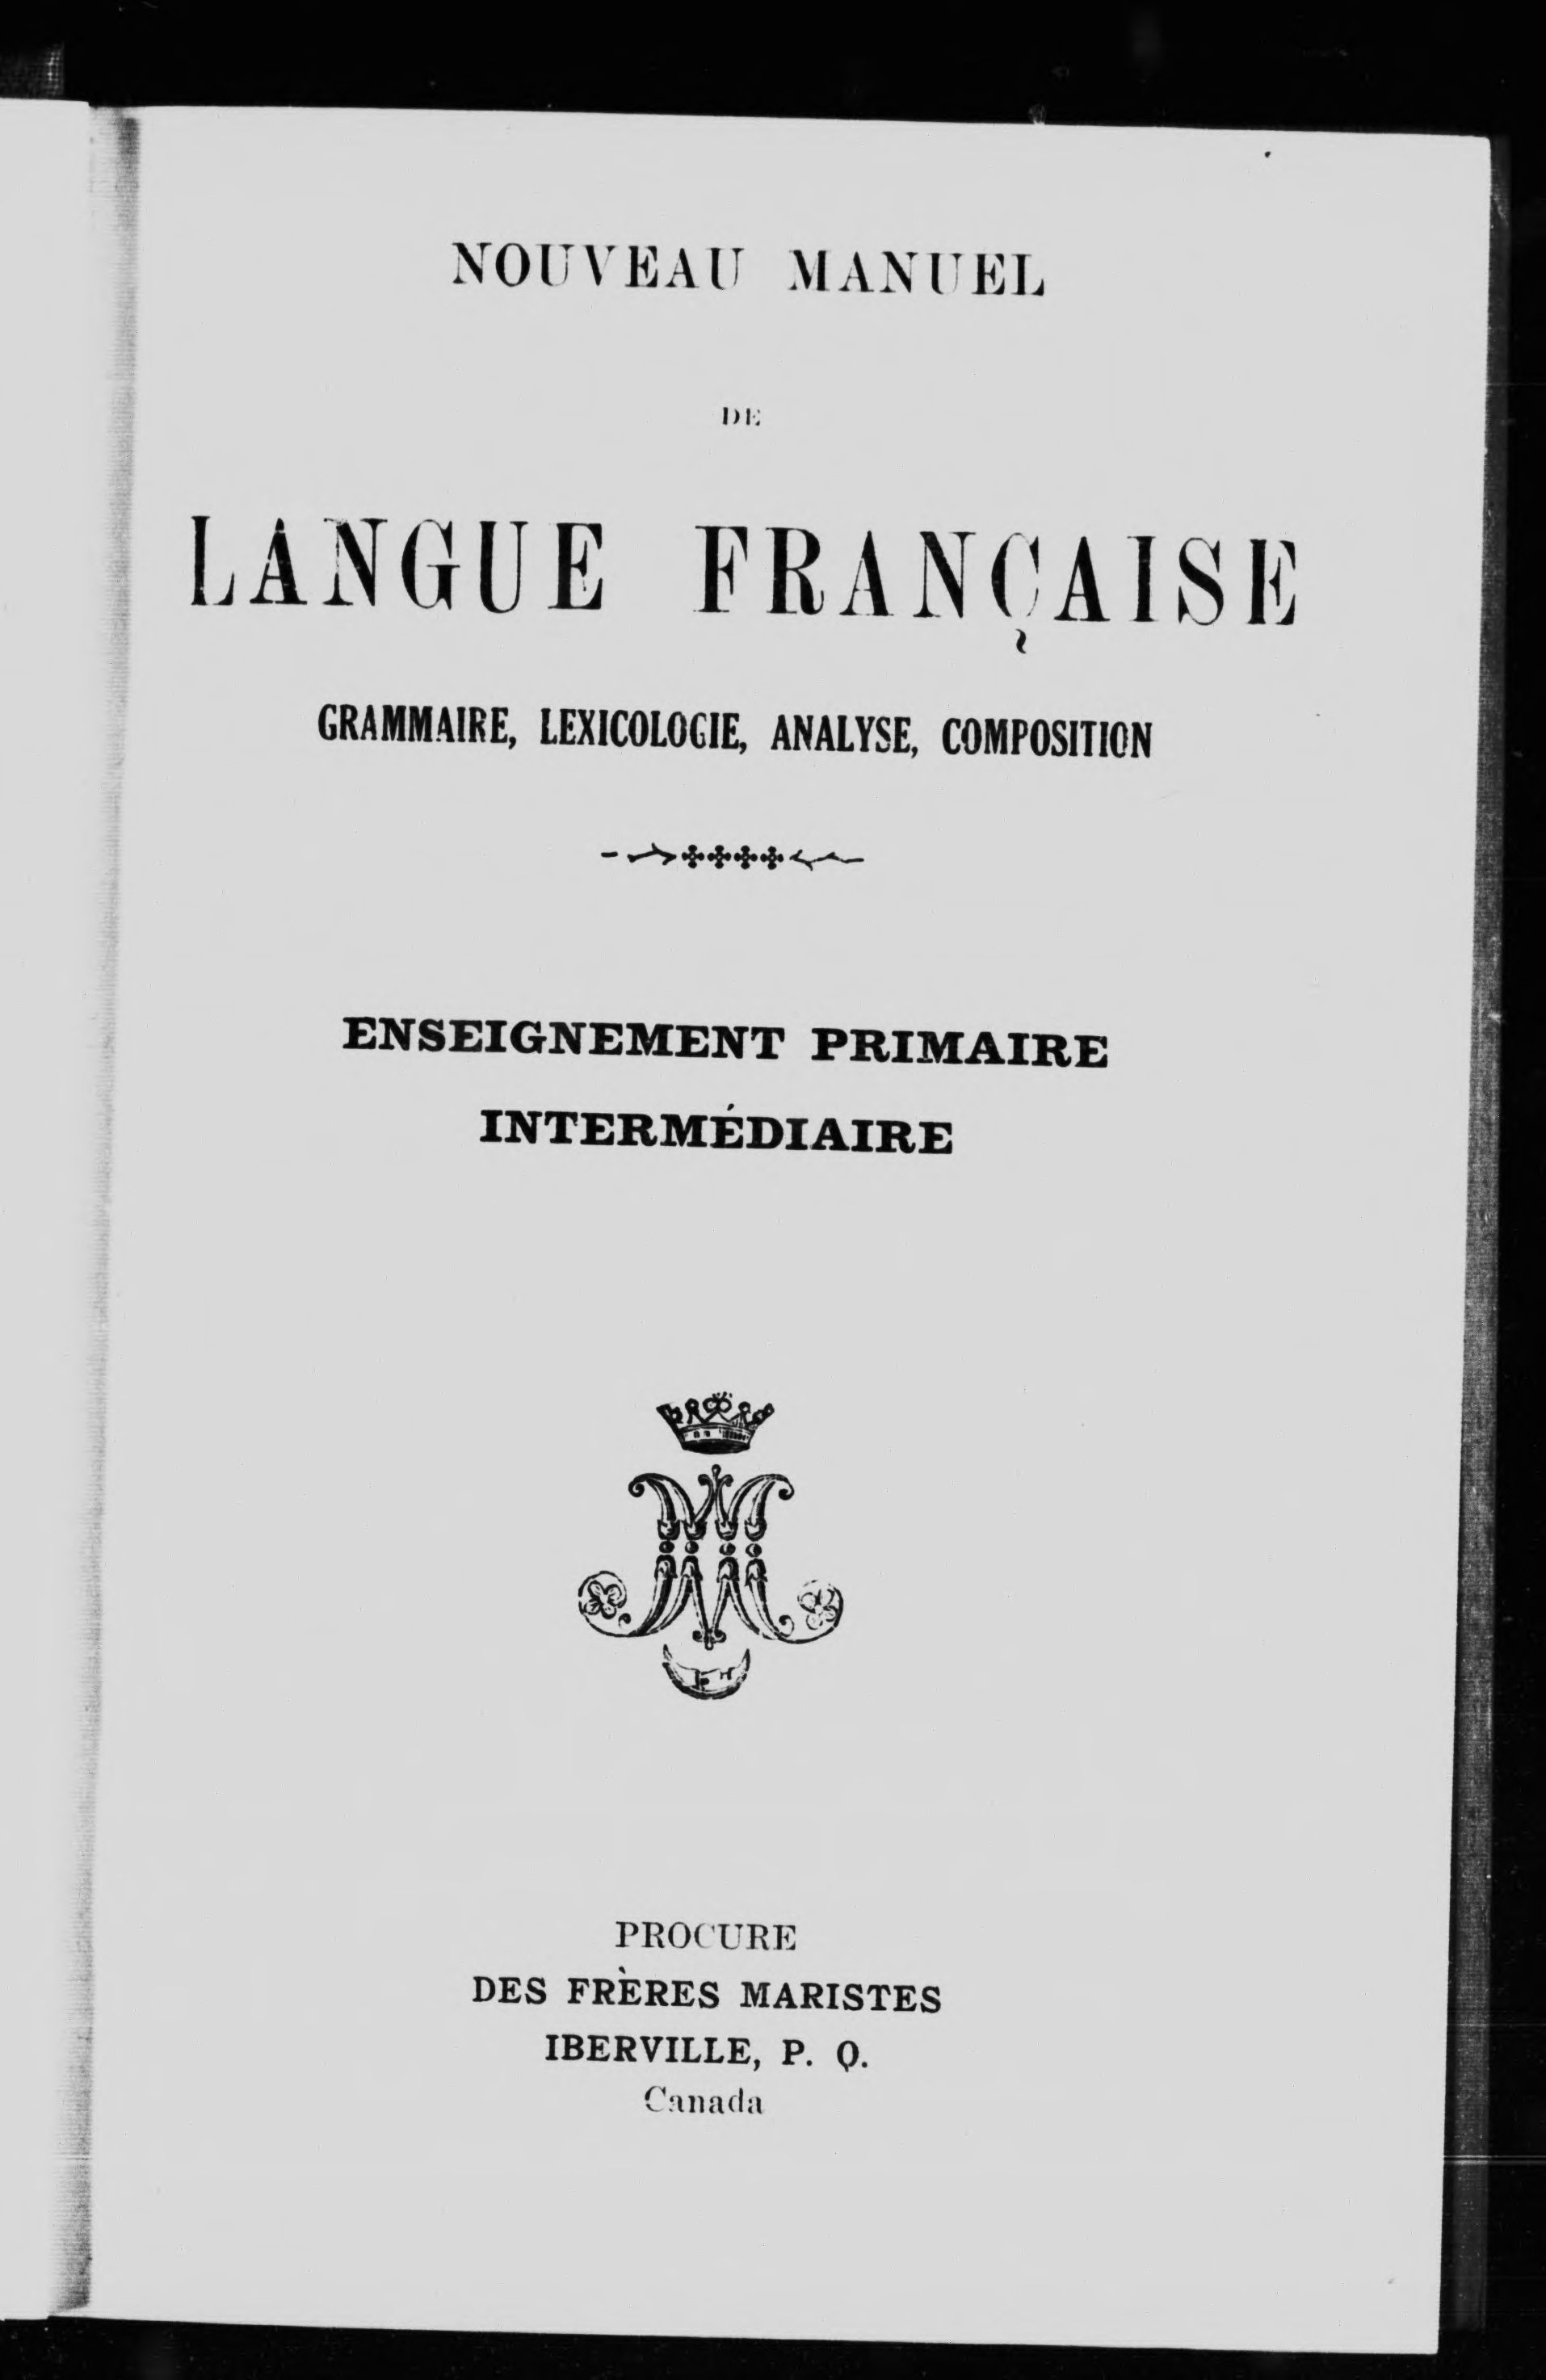 NOUVEAU MANUEL
DE
LANGUE FRANÇAISE
GRAMMAIRE, LEXICOLOGIE, ANALYSE, COMPOSITION
ENSEIGNEMENT PRIMAIRE
INTERMÉDIAIRE
PROCURE
DES FRÈRES MARISTES
IBERVILLE, P. Q.
Canada